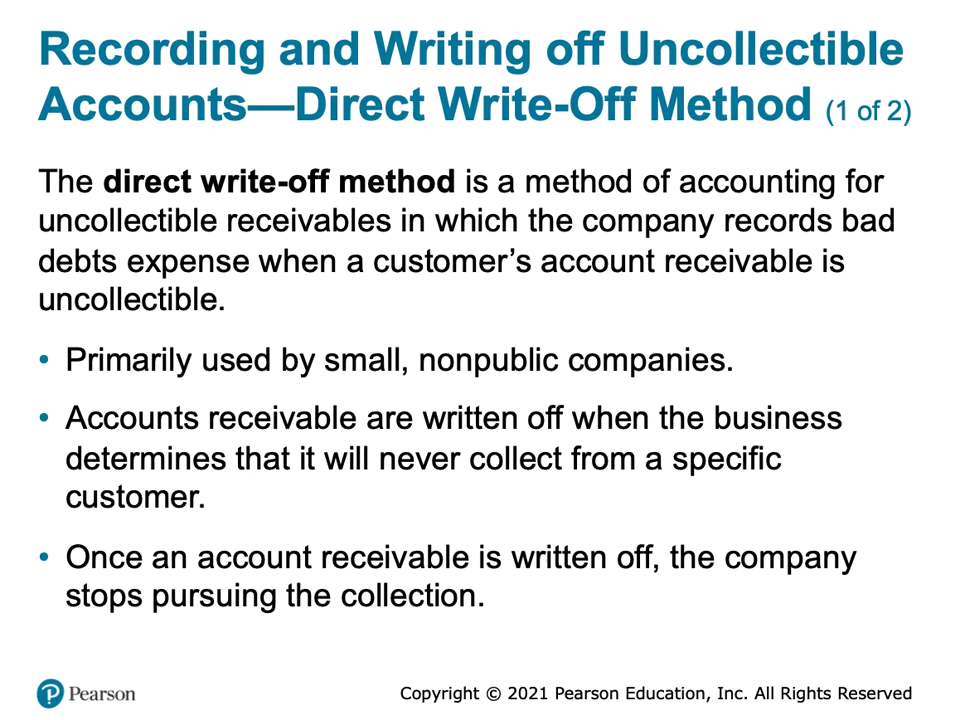 Recording and Writing off Uncollectible
Accounts—Direct Write-Off Method (1 of 2)
The direct write-off method is a method of accounting for
uncollectible receivables in which the company records bad
debts expense when a customer’s account receivable is
uncollectible.
• Primarily used by small, nonpublic companies.
• Accounts receivable are written off when the business
determines that it will never collect from a specific
customer.
• Once an account receivable is written off, the company
stops pursuing the collection.
P Pearson
Copyright © 2021 Pearson Education, Inc. All Rights Reserved